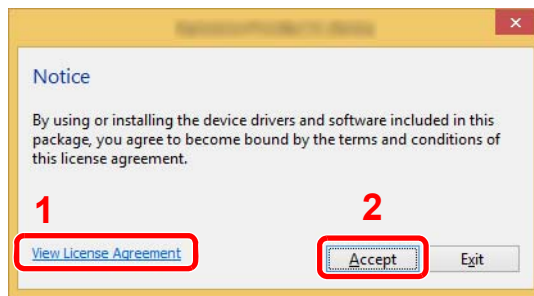 Notice
By using or installing the device drivers and software included in this
package, you agree to become bound by the terms and conditions of
this license agreement.
1
2
View License Agreement
Accept
Exit